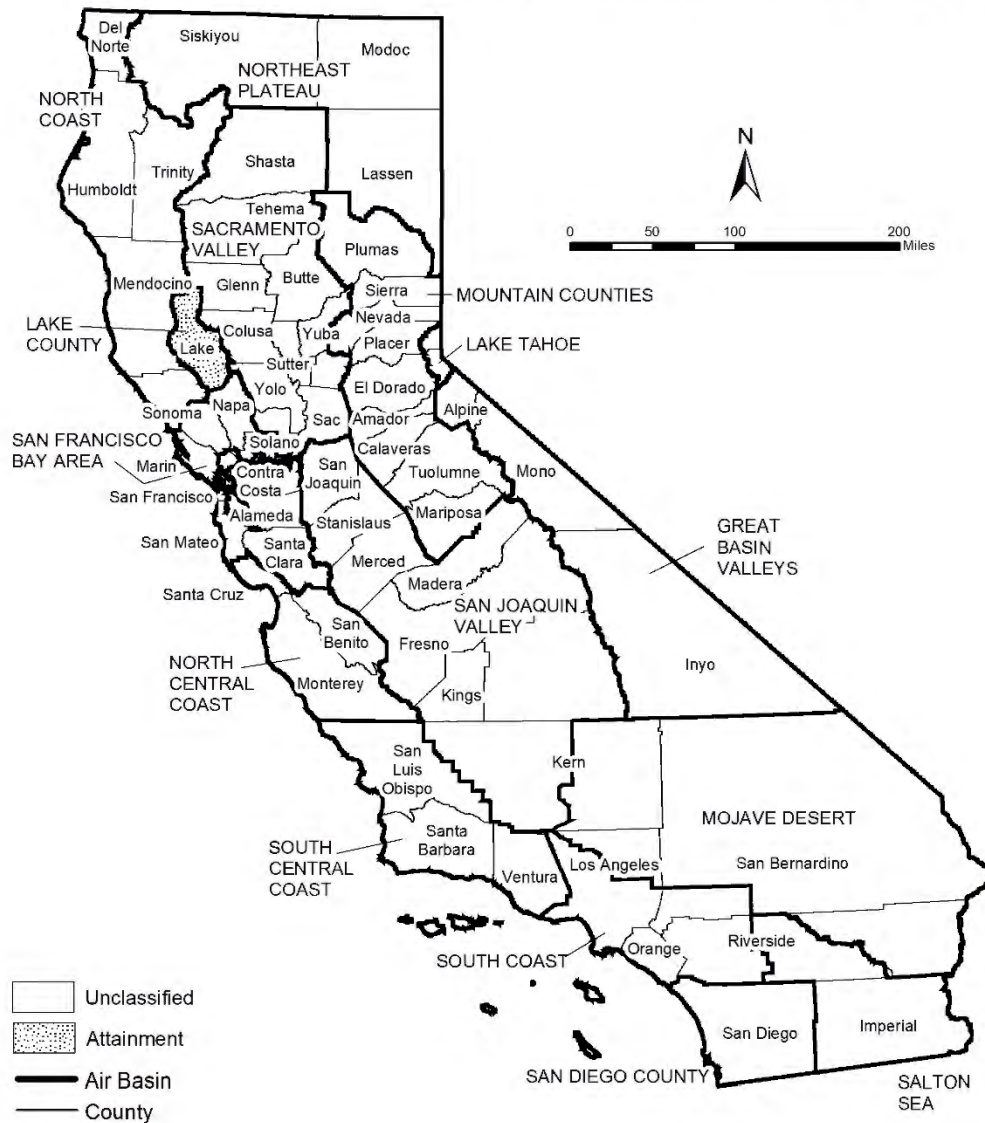 Del
Norte
Siskiyou
Modoc
NORTHEAST
PLATEAU
NORTH
COAST
Humboldt
Trinity
Shasta
Lassen
Tehema
SACRAMENTO
VALLEY
Plumas
Mendocino
Glenn
Butte
Sierra
MOUNTAIN COUNTIES
Nevada
LAKE
COUNTY
Lake
Colusa
Yuba
Placer
LAKE TAHOE
Sutter
Yolo
El Dorado
Sonoma
Napa
Sac
Amador
Alpine
SAN FRANCISCO
BAY AREA
Solano
Calaveras
Marin
Contra
Costa
San
Joaquin
Tuolumne
Mono
San Francisco
Alameda
Stanislaus
Mariposa
GREAT
BASIN
VALLEYS
San Mateo
Santa
Clara
Merced
Madera
Santa Cruz
SAN JOAQUIN
VALLEY
San
Benito
Fresno
Inyo
NORTH
CENTRAL
COAST
Monterey
Kings
San
Luis
Obispo
Kern
MOJAVE DESERT
SOUTH
CENTRAL
COAST
Santa
Barbara
Ventura
Los Angeles
San Bernardino
SOUTH COAST
Orange
Riverside
San Diego
Imperial
SAN DIEGO COUNTY
SALTON
SEA
N
0 50 100 200
Miles
Unclassified
Attainment
Air Basin
County